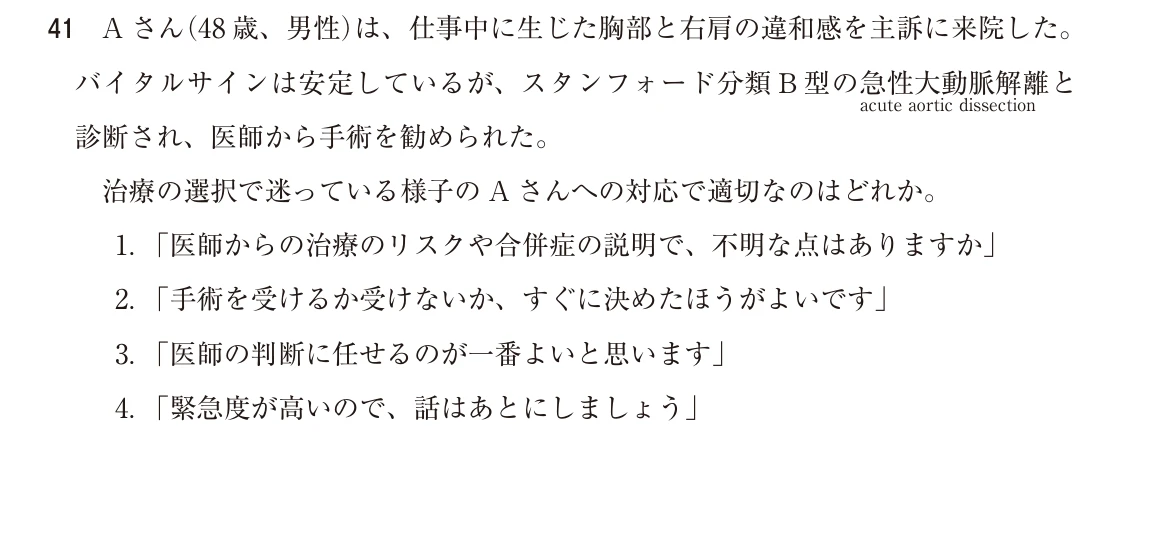 41 Aさん(48歳、男性)は、仕事中に生じた胸部と右肩の違和感を主訴に来院した。
バイタルサインは安定しているが、スタンフォード分類B型の急性大動脈解離と
acute aortic dissection
診断され、医師から手術を勧められた。
治療の選択で迷っている様子のAさんへの対応で適切なのはどれか。
1. 「医師からの治療のリスクや合併症の説明で、不明な点はありますか」
2. 「手術を受けるか受けないか、すぐに決めたほうがよいです」
3. 「医師の判断に任せるのが一番よいと思います」
4. 「緊急度が高いので、話はあとにしましょう」